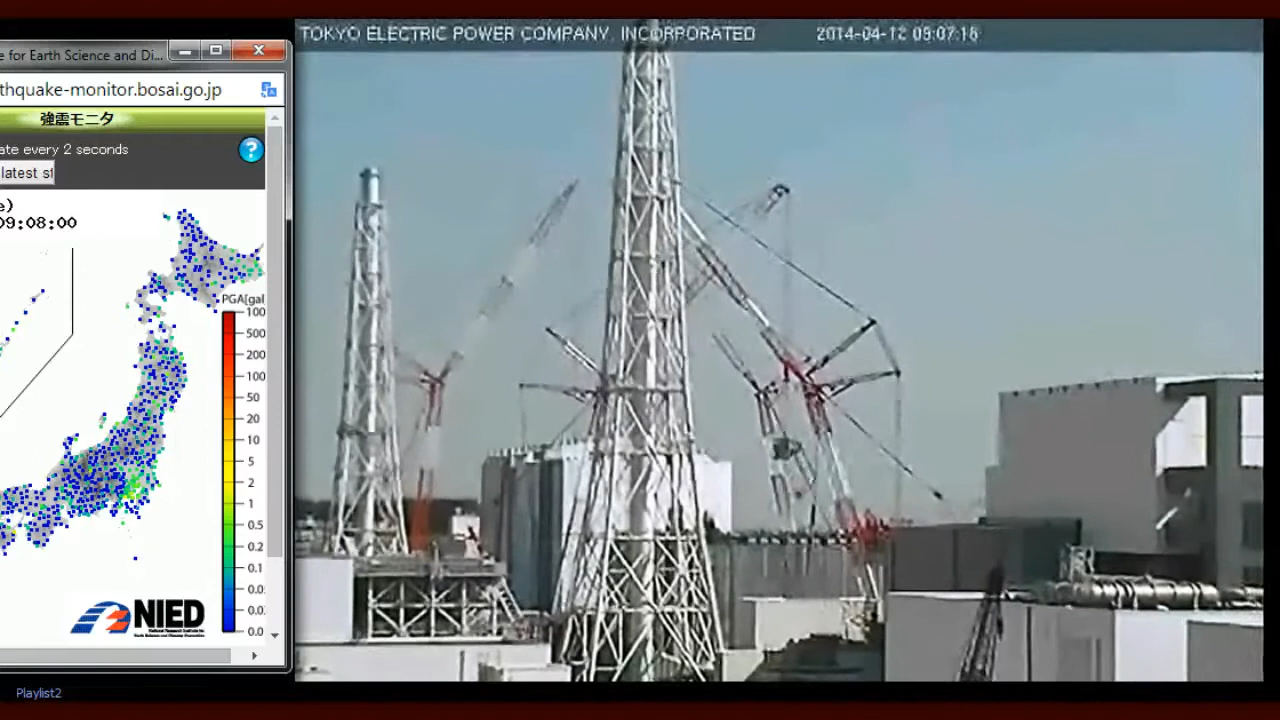 TOKYO ELECTRIC POWER COMPANY, INCORPORATED
2014-04-12 09:07:16
e for Earth Science and Di...
thquake-monitor.bosai.go.jp
強震モニタ
ate every 2 seconds
?
latest st
e)
09:08:00
PGA[gal
100
500
200
100
50
20
10
5
2
1
0.5
0.2
0.1
0.0
0.0
0.0
NIED
Playlist2